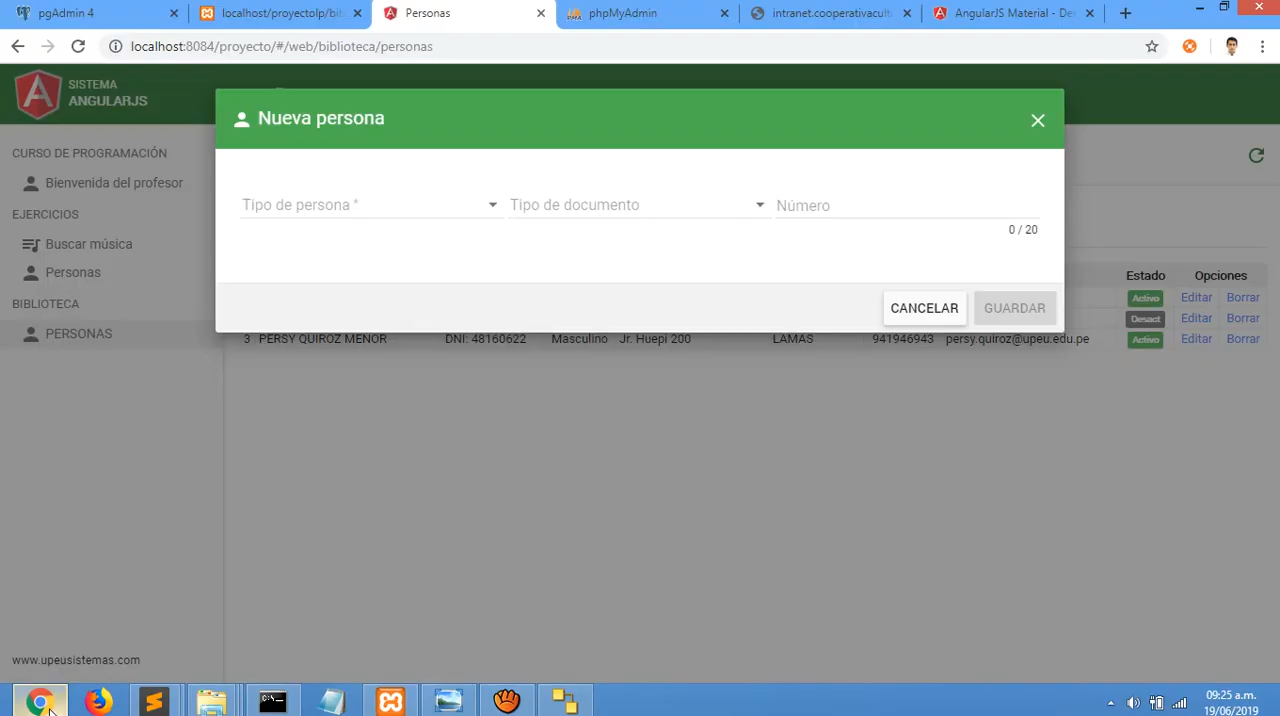 pgAdmin 4
localhost/proyectolp/bib
Personas
phpMyAdmin
intranet.cooperativacult
AngularJS Material - De
localhost:8084/proyecto/#/web/biblioteca/personas
SISTEMA
ANGULARJS
Nueva persona
CURSO DE PROGRAMACIÓN
Bienvenida del profesor
EJERCICIOS
Buscar música
Personas
BIBLIOTECA
PERSONAS
Tipo de persona *
Tipo de documento
Número
0 / 20
CANCELAR
GUARDAR
Estado Opciones
Activo Editar Borrar
Desact Editar Borrar
3 PERSY QUIROZ MENOR DNI: 48160622 Masculino Jr. Huepi 200 LAMAS 941946943 persy.quiroz@upeu.edu.pe Activo Editar Borrar
www.upeusistemas.com
09:25 a.m.
19/06/2019